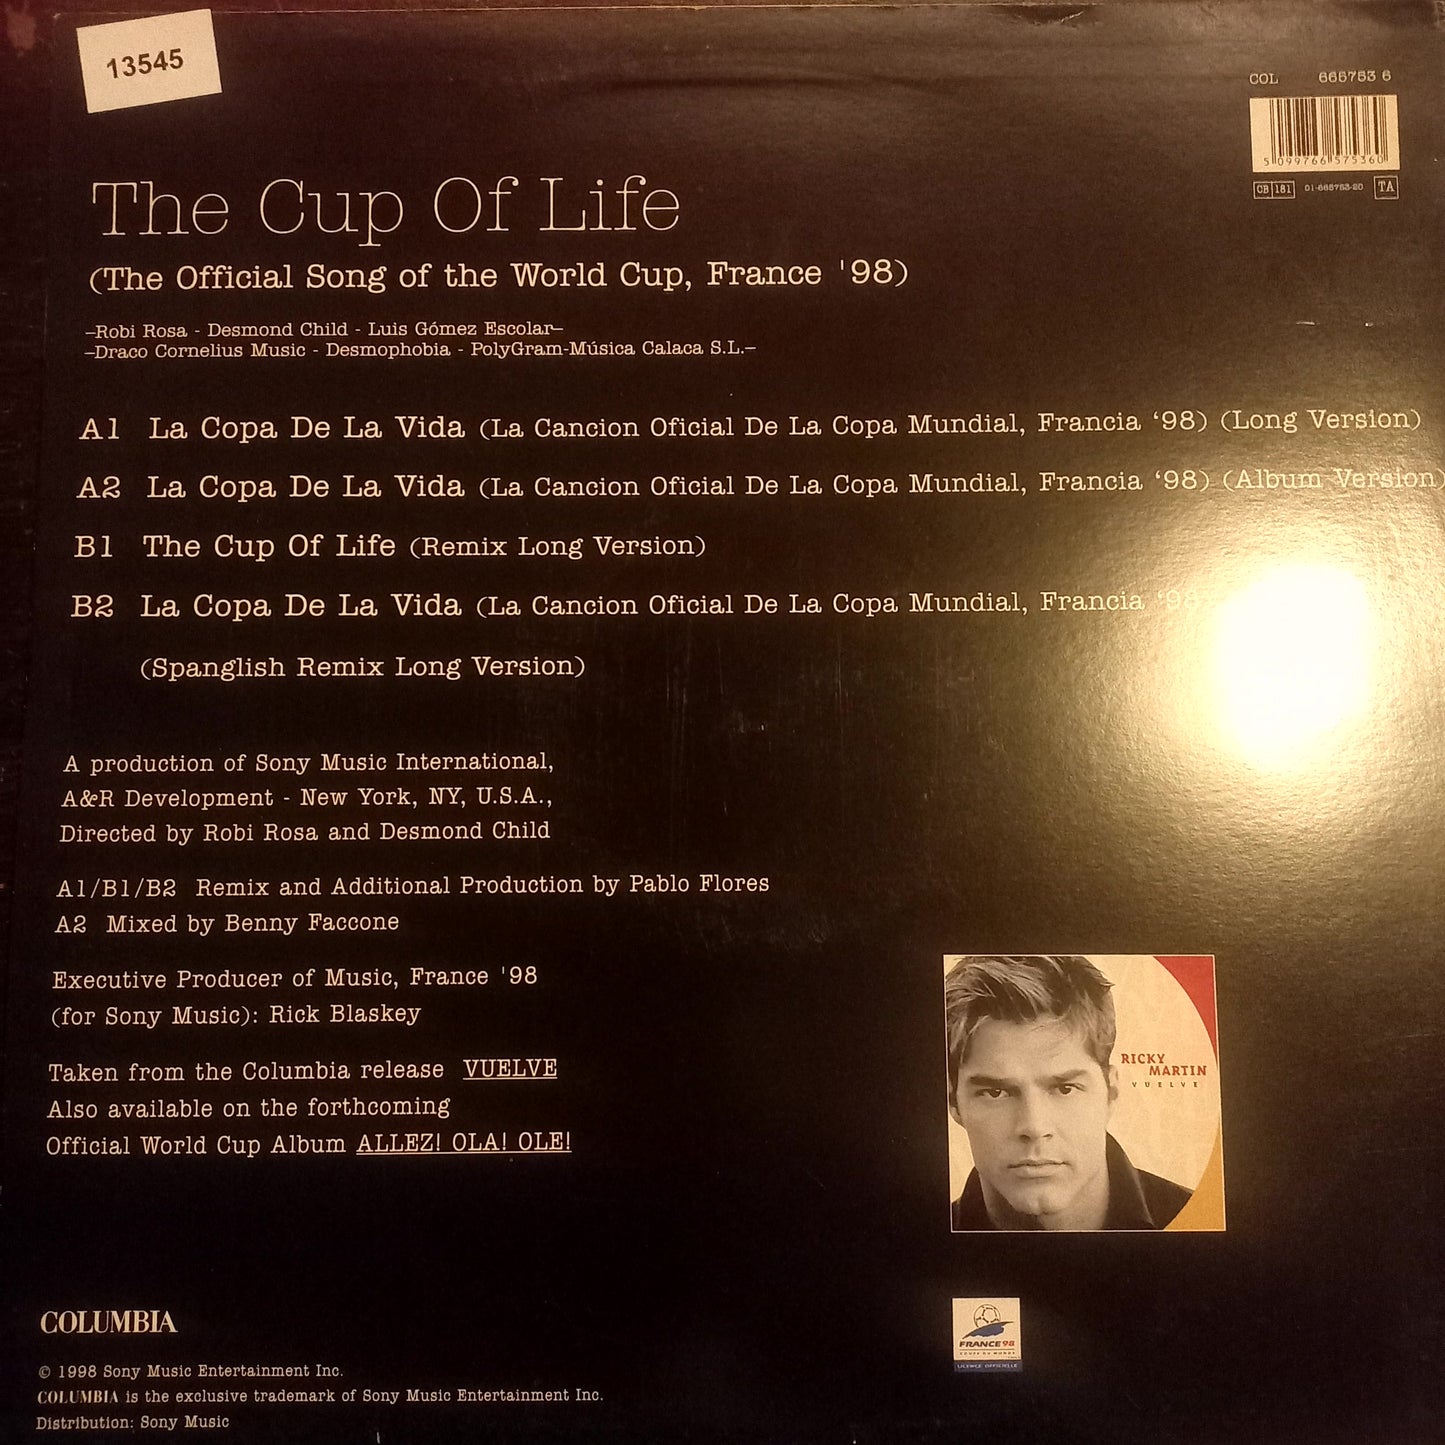 13545
COL 665753 6
5 099766 575360
CB 181 01-665753-20 TA
The Cup Of Life
(The Official Song of the World Cup, France '98)
–Robi Rosa - Desmond Child - Luis Gómez Escolar–
–Draco Cornelius Music - Desmophobia - PolyGram-Música Calaca S.L.–
A1 La Copa De La Vida (La Cancion Oficial De La Copa Mundial, Francia ‘98) (Long Version)
A2 La Copa De La Vida (La Cancion Oficial De La Copa Mundial, Francia ‘98) (Album Version)
B1 The Cup Of Life (Remix Long Version)
B2 La Copa De La Vida (La Cancion Oficial De La Copa Mundial, Francia ‘98
(Spanglish Remix Long Version)
A production of Sony Music International,
A&R Development - New York, NY, U.S.A.,
Directed by Robi Rosa and Desmond Child
A1/B1/B2 Remix and Additional Production by Pablo Flores
A2 Mixed by Benny Faccone
Executive Producer of Music, France '98
(for Sony Music): Rick Blaskey
Taken from the Columbia release VUELVE
Also available on the forthcoming
Official World Cup Album ALLEZ! OLA! OLE!
RICKY
MARTIN
VUELVE
FRANCE 98
COUPE DU MONDE
LICENCE OFFICIELLE
COLUMBIA
© 1998 Sony Music Entertainment Inc.
COLUMBIA is the exclusive trademark of Sony Music Entertainment Inc.
Distribution: Sony Music